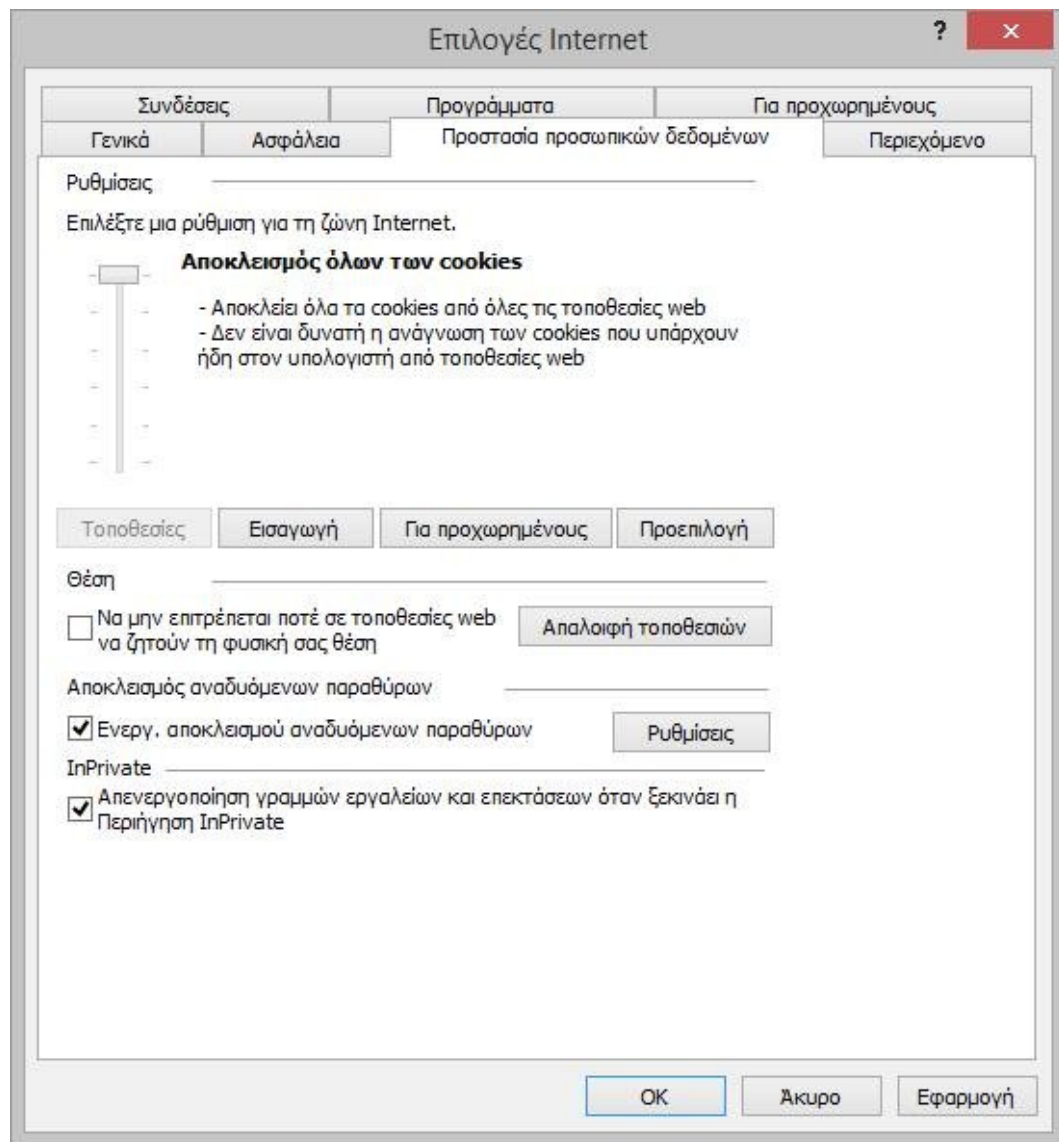 Επιλογές Internet
?
Συνδέσεις Προγράμματα Για προχωρημένους
Γενικά Ασφάλεια Προστασία προσωπικών δεδομένων Περιεχόμενο
Ρυθμίσεις
Επιλέξτε μια ρύθμιση για τη ζώνη Internet.
Αποκλεισμός όλων των cookies
- Αποκλείει όλα τα cookies από όλες τις τοποθεσίες web
- Δεν είναι δυνατή η ανάγνωση των cookies που υπάρχουν
ήδη στον υπολογιστή από τοποθεσίες web
Τοποθεσίες Εισαγωγή Για προχωρημένους Προεπιλογή
Θέση
Να μην επιτρέπεται ποτέ σε τοποθεσίες web
να ζητούν τη φυσική σας θέση
Απαλοιφή τοποθεσιών
Αποκλεισμός αναδυόμενων παραθύρων
Ενεργ. αποκλεισμού αναδυόμενων παραθύρων
Ρυθμίσεις
InPrivate
Απενεργοποίηση γραμμών εργαλείων και επεκτάσεων όταν ξεκινάει η
Περιήγηση InPrivate
OK Άκυρο Εφαρμογή